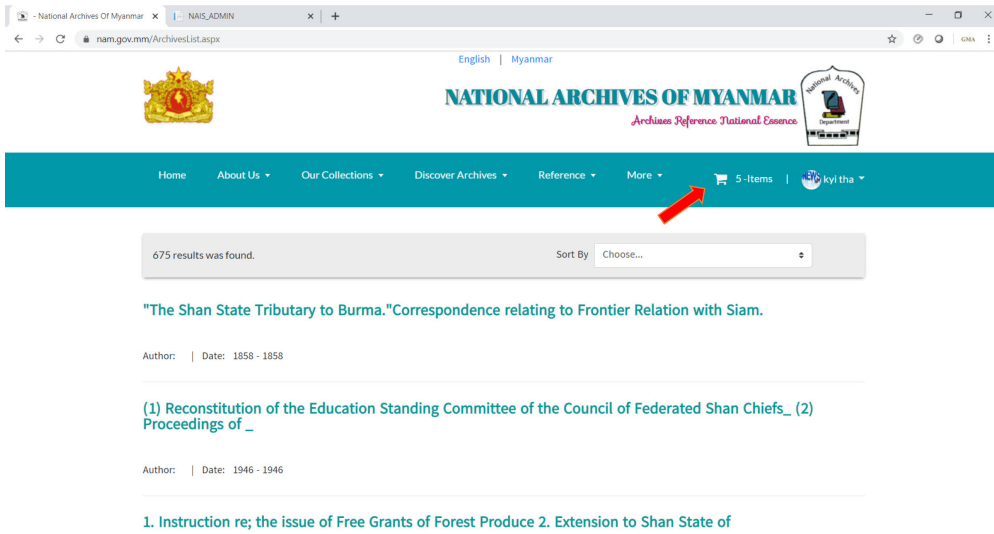 - National Archives Of Myanmar
NAIS_ADMIN
nam.gov.mm/ArchivesList.aspx
GMA
English | Myanmar
NATIONAL ARCHIVES OF MYANMAR
Archives Reference National Essence
National Archives
Department
Home About Us Our Collections Discover Archives Reference More 5 -Items | NEWS kyi tha
675 results was found. Sort By Choose...
"The Shan State Tributary to Burma."Correspondence relating to Frontier Relation with Siam.
Author: | Date: 1858 - 1858
(1) Reconstitution of the Education Standing Committee of the Council of Federated Shan Chiefs_ (2)
Proceedings of _
Author: | Date: 1946 - 1946
1. Instruction re; the issue of Free Grants of Forest Produce 2. Extension to Shan State of